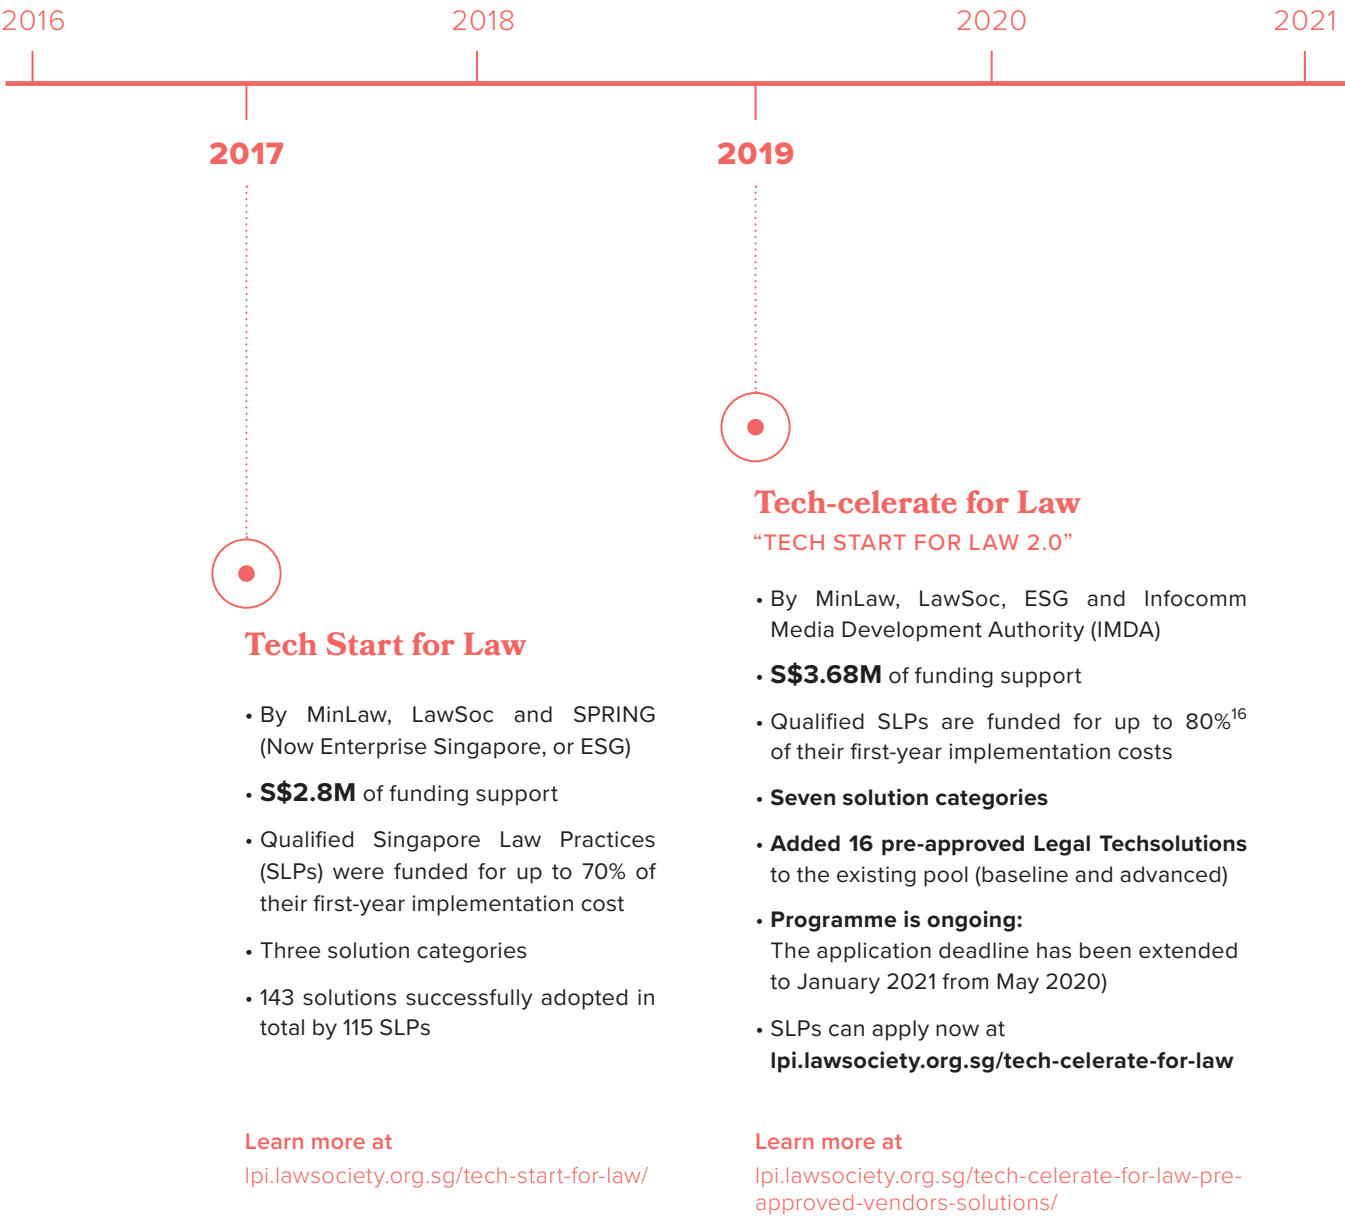 2016
2018
2020
2021
2017
2019
Tech Start for Law
• By MinLaw, LawSoc and SPRING
(Now Enterprise Singapore, or ESG)
• S$2.8M of funding support
• Qualified Singapore Law Practices
(SLPs) were funded for up to 70% of
their first-year implementation cost
• Three solution categories
• 143 solutions successfully adopted in
total by 115 SLPs
Learn more at
lpi.lawsociety.org.sg/tech-start-for-law/
Tech-celerate for Law
“TECH START FOR LAW 2.0”
• By MinLaw, LawSoc, ESG and Infocomm
Media Development Authority (IMDA)
• S$3.68M of funding support
• Qualified SLPs are funded for up to 80%16
of their first-year implementation costs
• Seven solution categories
• Added 16 pre-approved Legal Techsolutions
to the existing pool (baseline and advanced)
• Programme is ongoing:
The application deadline has been extended
to January 2021 from May 2020)
• SLPs can apply now at
lpi.lawsociety.org.sg/tech-celerate-for-law
Learn more at
lpi.lawsociety.org.sg/tech-celerate-for-law-pre-
approved-vendors-solutions/